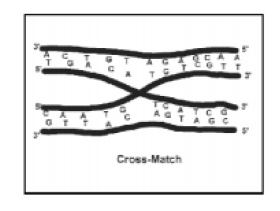 3' A C T G T A G A G C A A 5'
5' T G A C A T G T C G T T 3'
5' C A A T G T C A T C G 3'
3' G T T A C A G T A G C 5'
Cross-Match